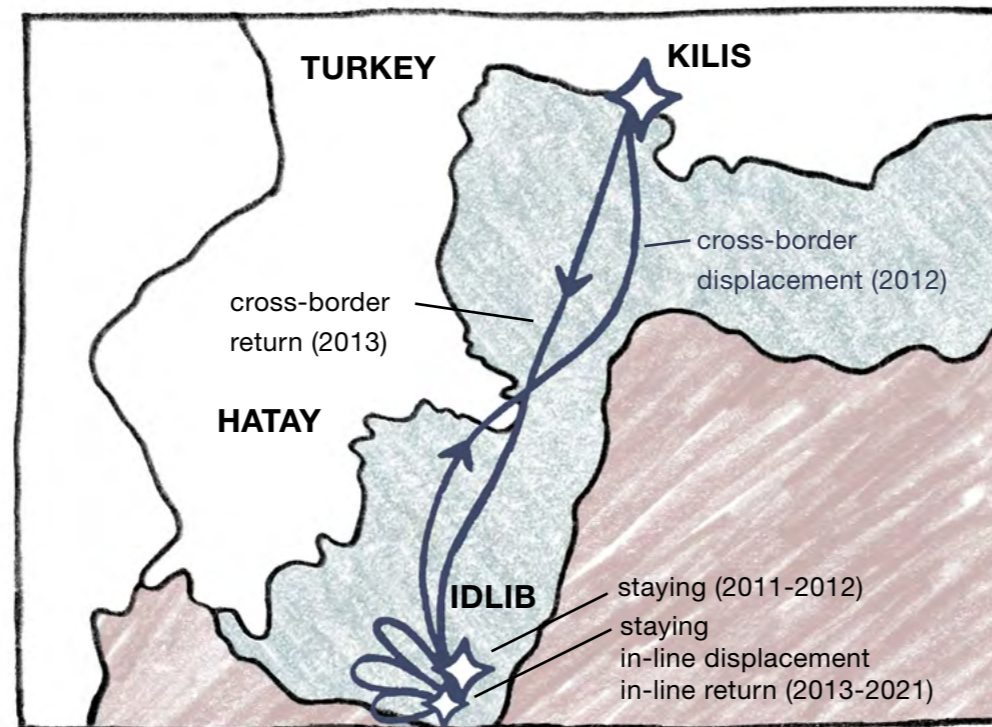 TURKEY
KILIS
cross-border
displacement (2012)
cross-border
return (2013)
HATAY
IDLIB
staying (2011-2012)
staying
in-line displacement
in-line return (2013-2021)